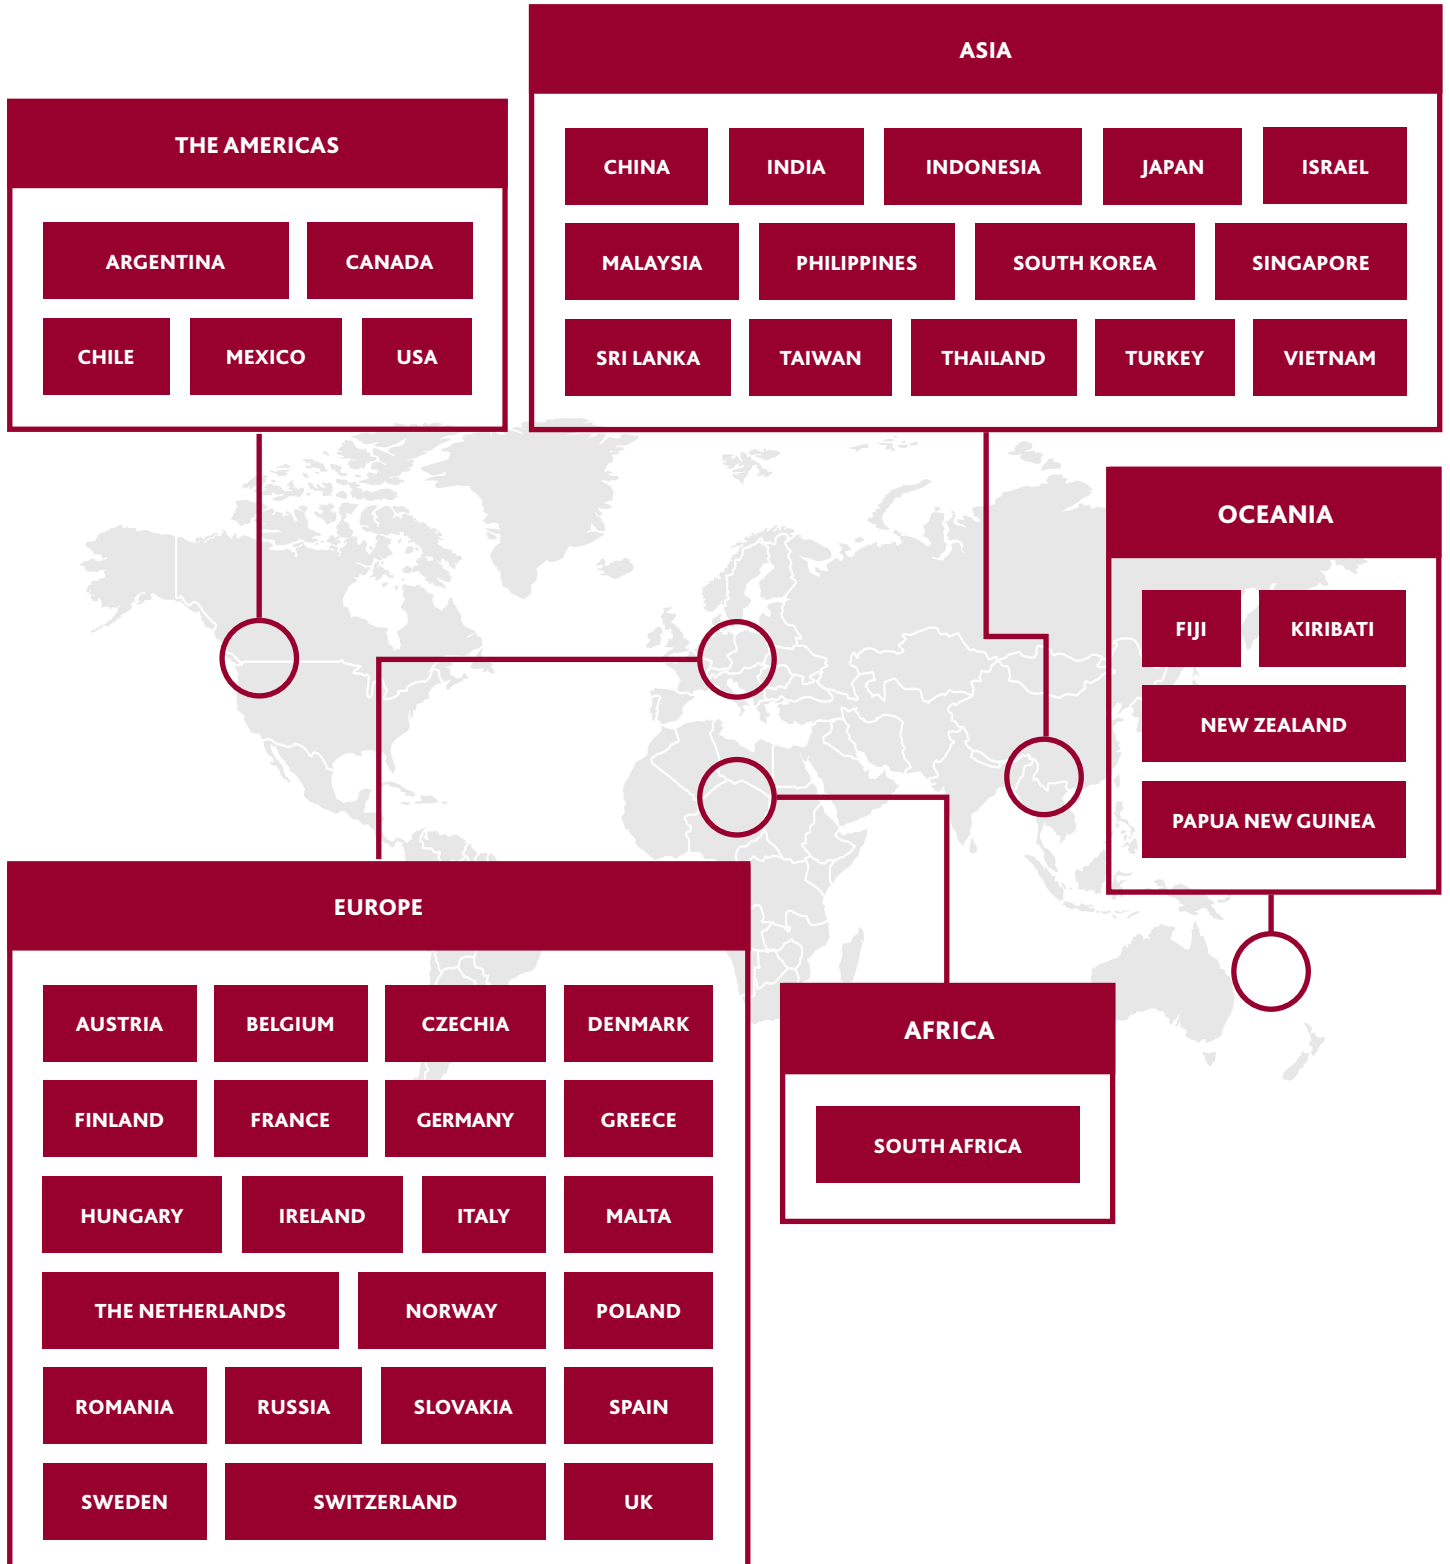 ASIA
CHINA INDIA INDONESIA JAPAN ISRAEL
MALAYSIA PHILIPPINES SOUTH KOREA SINGAPORE
SRI LANKA TAIWAN THAILAND TURKEY VIETNAM
THE AMERICAS
ARGENTINA CANADA
CHILE MEXICO USA
OCEANIA
FIJI KIRIBATI
NEW ZEALAND
PAPUA NEW GUINEA
EUROPE
AUSTRIA BELGIUM CZECHIA DENMARK
FINLAND FRANCE GERMANY GREECE
HUNGARY IRELAND ITALY MALTA
THE NETHERLANDS NORWAY POLAND
ROMANIA RUSSIA SLOVAKIA SPAIN
SWEDEN SWITZERLAND UK
AFRICA
SOUTH AFRICA